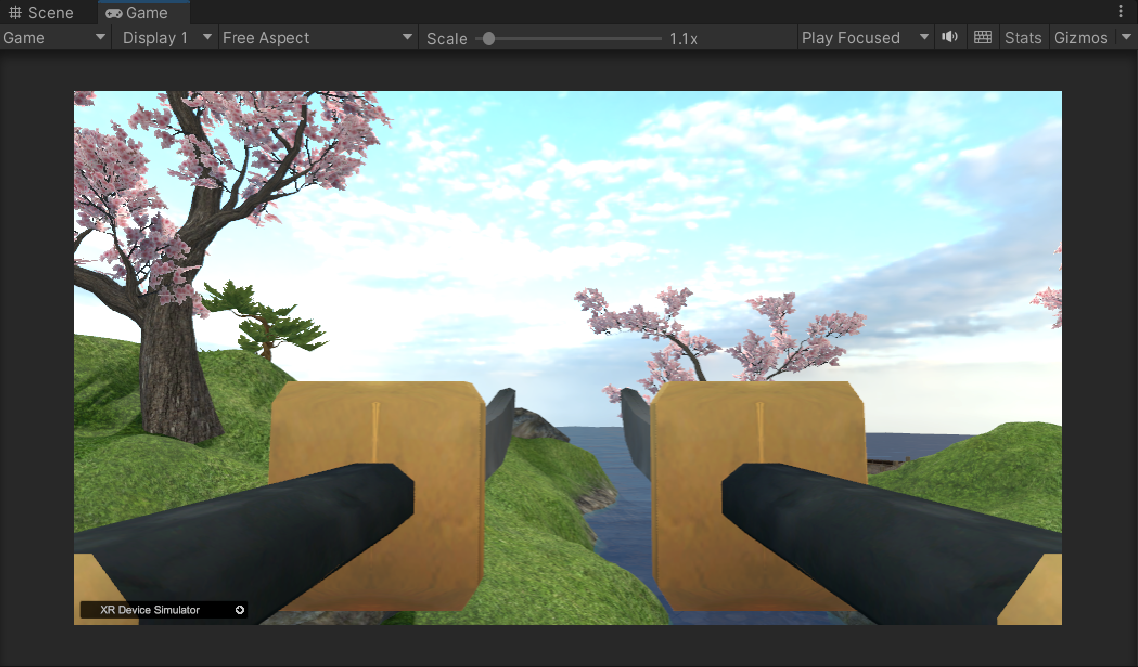 Scene Game
Game Display 1 Free Aspect Scale 1.1x Play Focused Stats Gizmos
XR Device Simulator